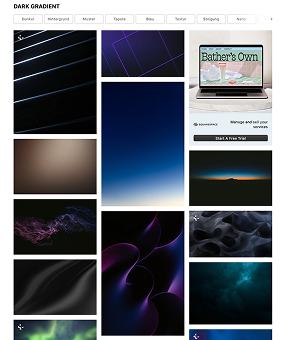 DARK GRADIENT
Dunkel
Hintergrund
Muster
Tapete
Blau
Textur
Steigung
Natur
Bather's Own
SQUARESPACE
Manage and sell your
services
Start A Free Trial